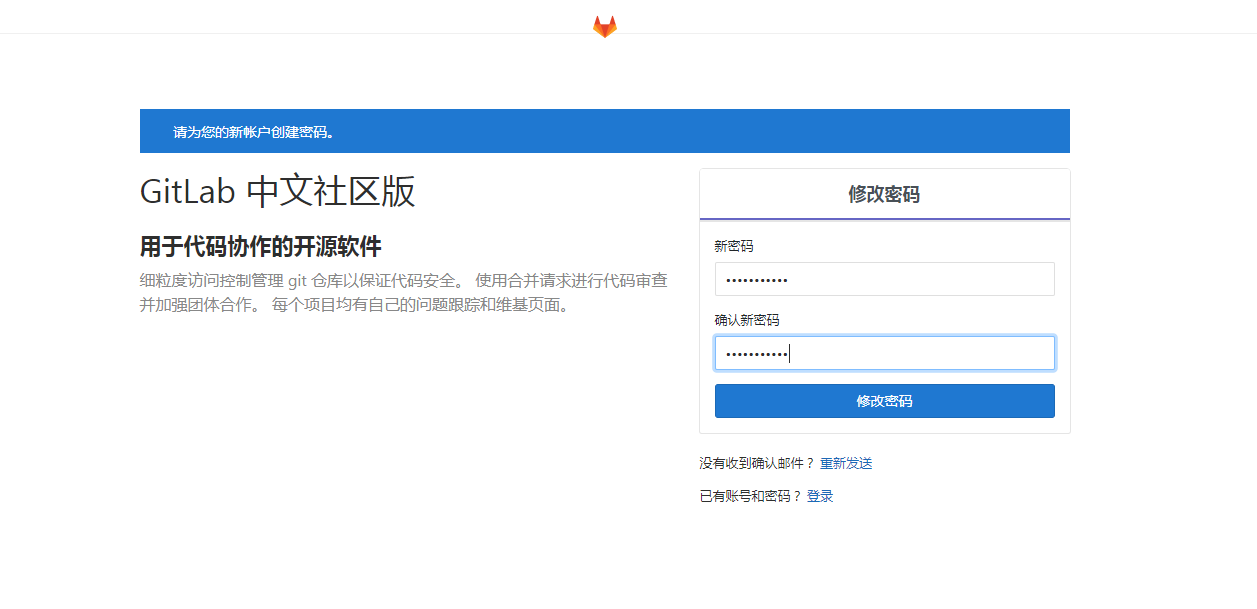 请为您的新帐户创建密码。
GitLab 中文社区版
用于代码协作的开源软件
细粒度访问控制管理 git 仓库以保证代码安全。 使用合并请求进行代码审查
并加强团体合作。 每个项目均有自己的问题跟踪和维基页面。
修改密码
新密码
•••••••••••
确认新密码
•••••••••••
修改密码
没有收到确认邮件？ 重新发送
已有账号和密码？ 登录